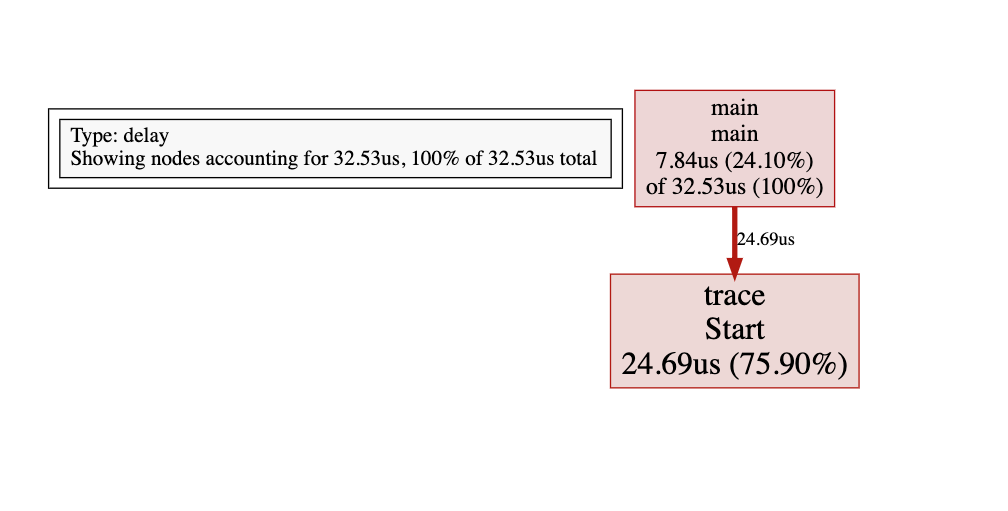 Type: delay
Showing nodes accounting for 32.53us, 100% of 32.53us total
main
main
7.84us (24.10%)
of 32.53us (100%)
24.69us
trace
Start
24.69us (75.90%)